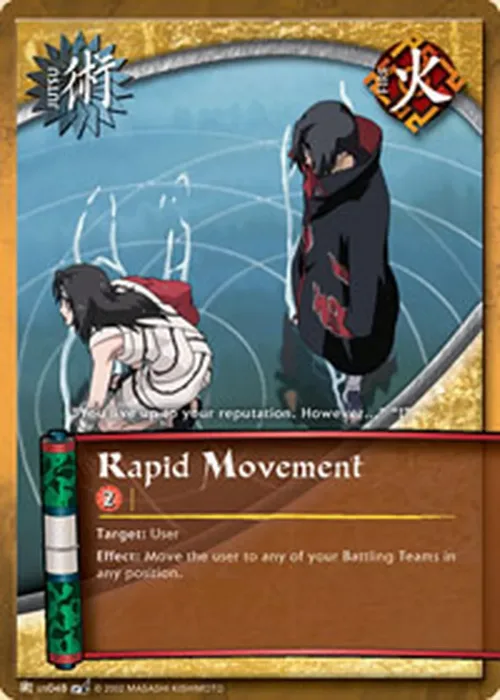 JUTSU 術
FIRE 火
"You live up to your reputation. However..."
Rapid Movement
2
Target: User
Effect: Move the user to any of your Battling Teams in
any position.
© 2002 MASASHI KISHIMOTO